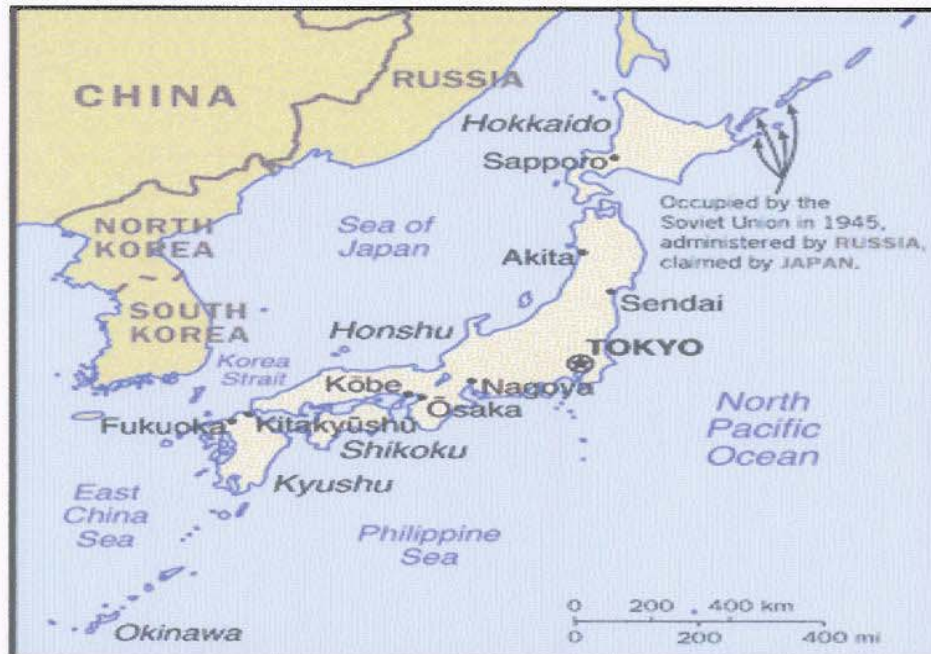 CHINA
RUSSIA
Hokkaido
Sapporo
Occupied by the
Soviet Union in 1945,
administered by RUSSIA,
claimed by JAPAN.
NORTH
KOREA
Sea of
Japan
Akita
SOUTH
KOREA
Sendai
Honshu
TOKYO
Korea
Strait
Kōbe
Nagoya
Ōsaka
North
Pacific
Ocean
Fukuoka
Kitakyūshū
Shikoku
Kyushu
East
China
Sea
Philippine
Sea
Okinawa
0 200 400 km
0 200 400 mi